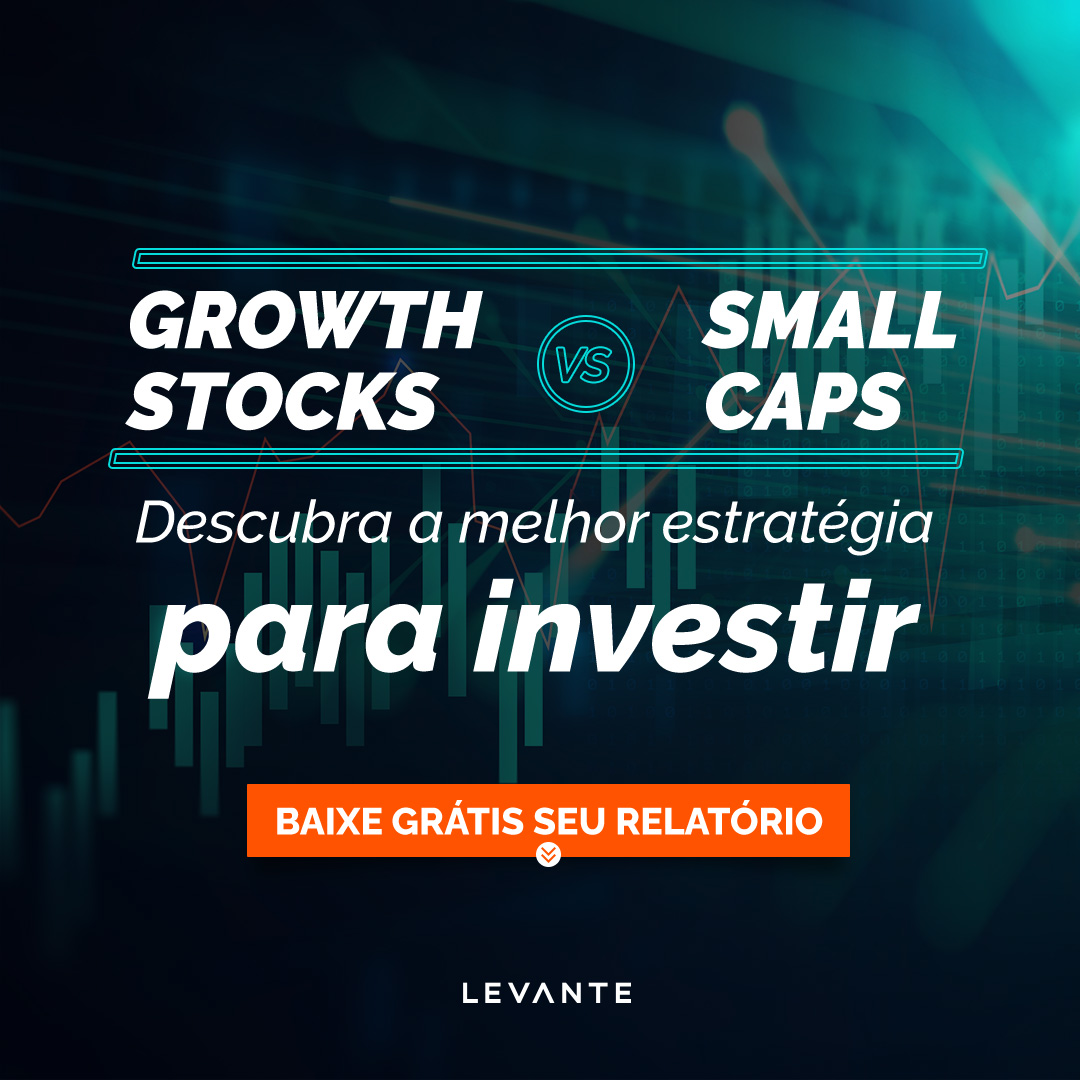 GROWTH STOCKS
VS
SMALL CAPS
Descubra a melhor estratégia
para investir
BAIXE GRÁTIS SEU RELATÓRIO
LEVANTE